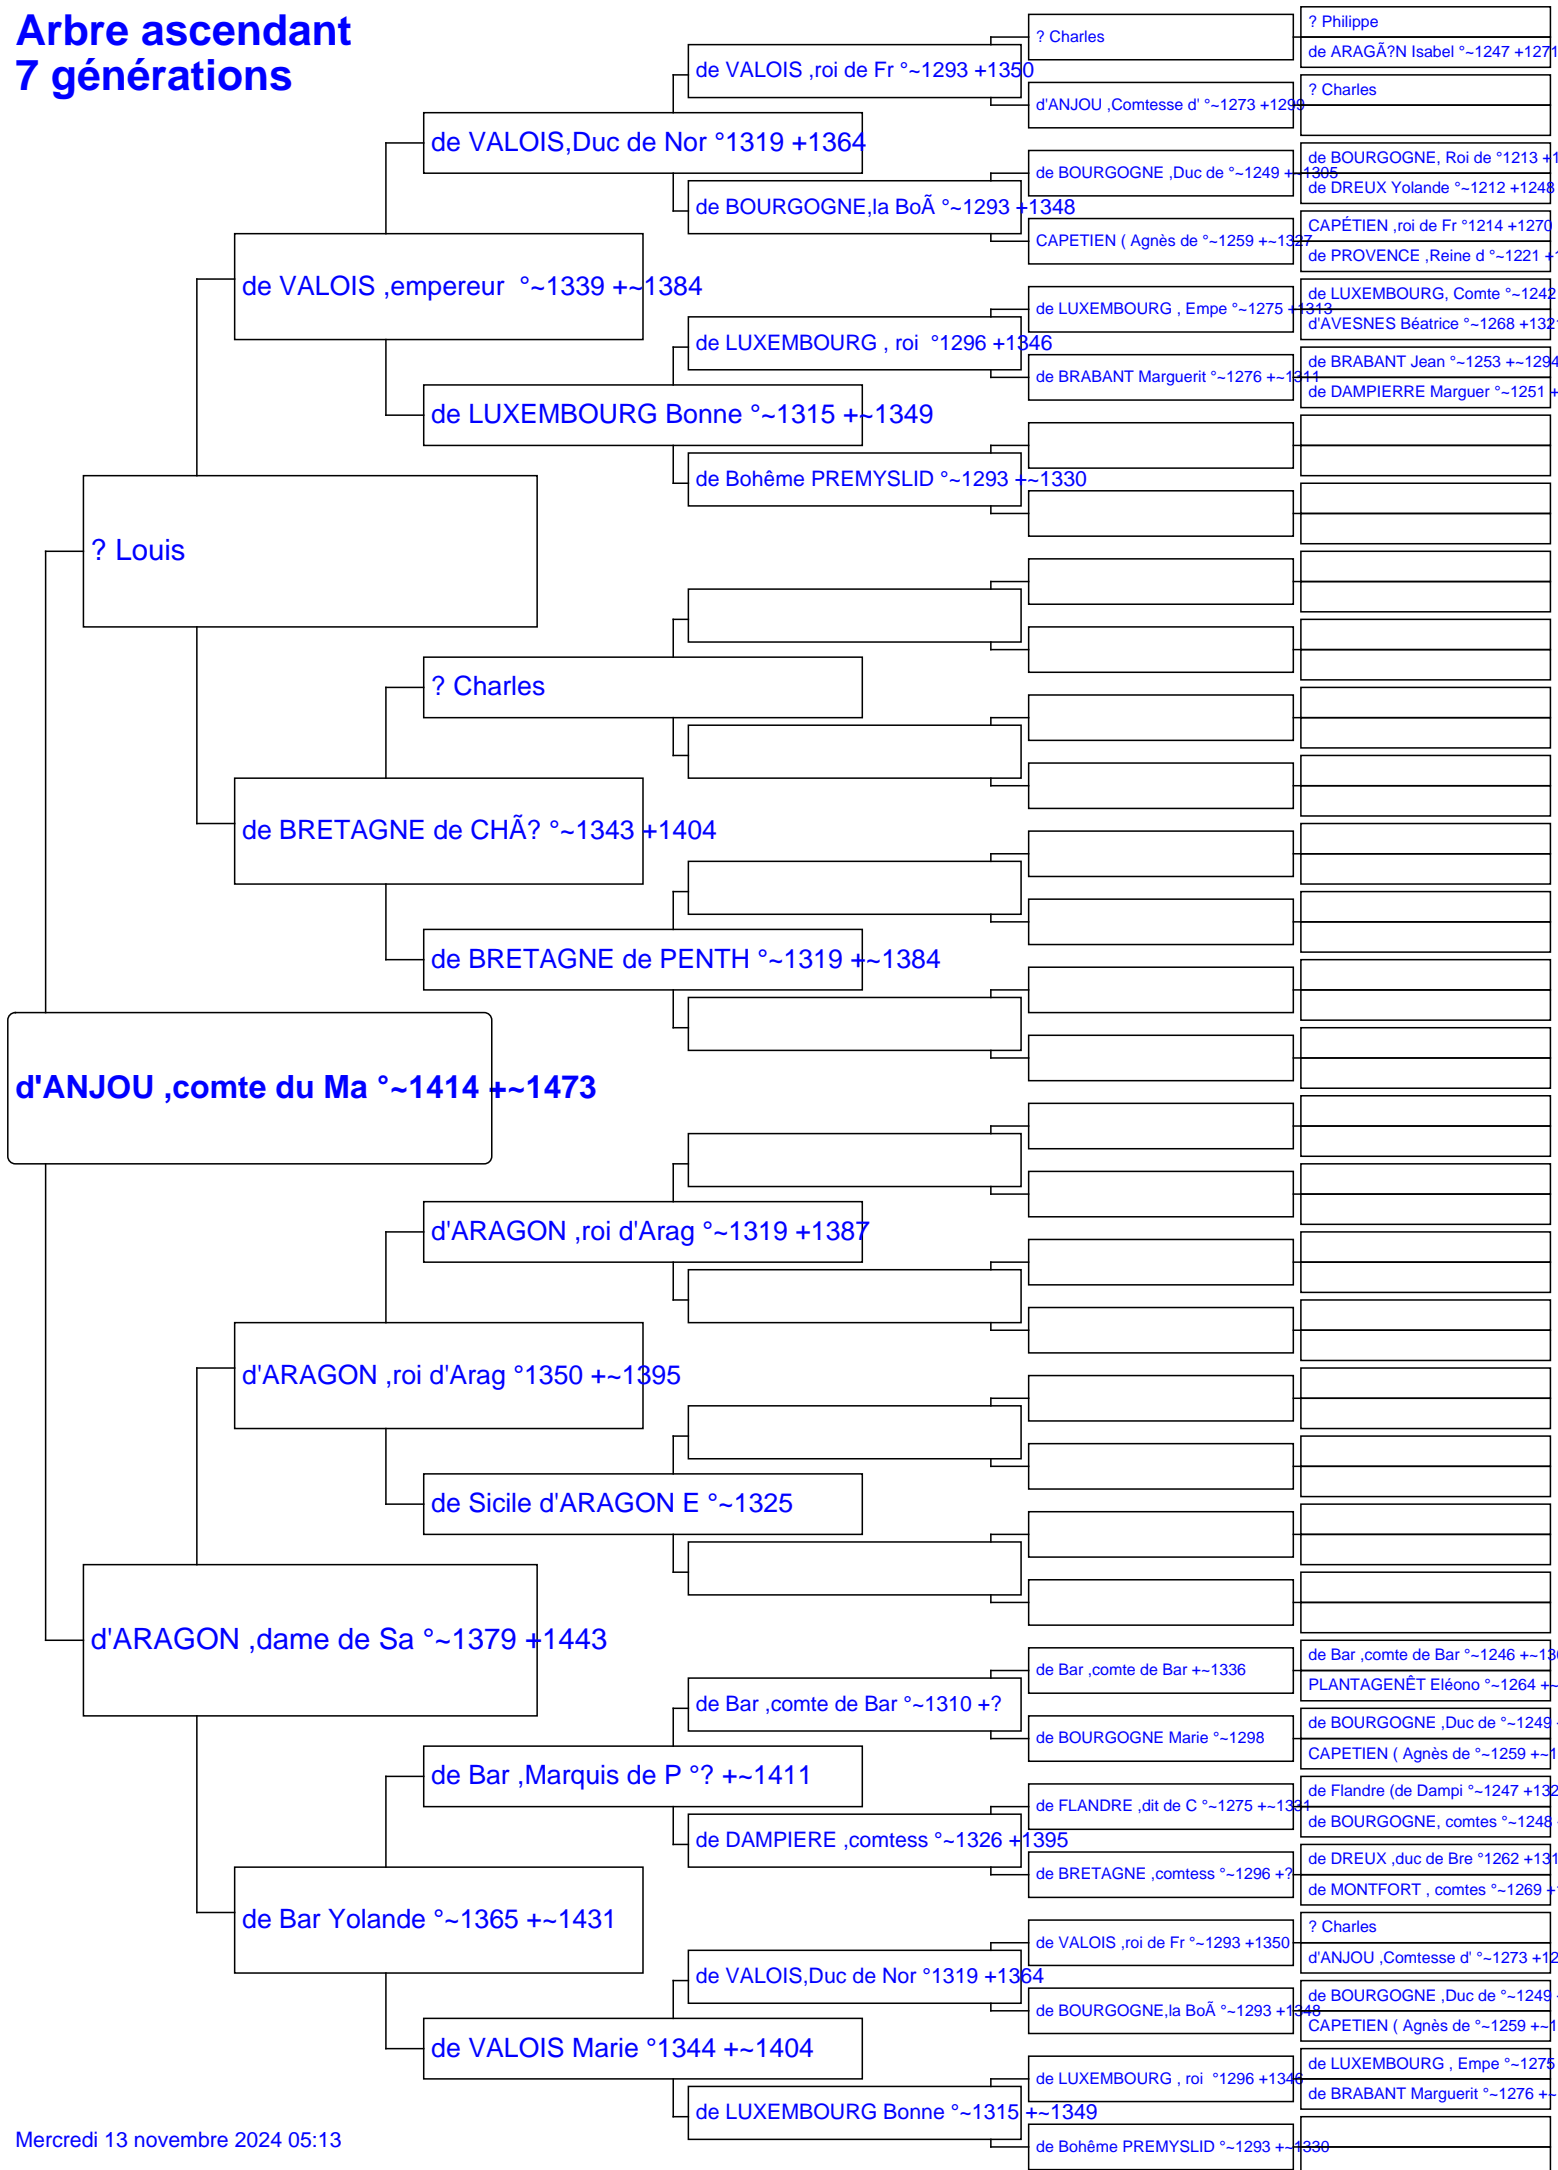 Arbre ascendant
7 générations
? Philippe
? Charles
de ARAGÃ?N Isabel °~1247 +1271
de VALOIS ,roi de Fr °~1293 +1350
? Charles
d'ANJOU ,Comtesse d' °~1273 +1299
de VALOIS,Duc de Nor °1319 +1364
de BOURGOGNE, Roi de °1213 +1
de BOURGOGNE ,Duc de °~1249 +~1305
de DREUX Yolande °~1212 +1248
de BOURGOGNE,la BoÃ °~1293 +1348
CAPÉTIEN ,roi de Fr °1214 +1270
CAPETIEN ( Agnès de °~1259 +~1327
de PROVENCE ,Reine d °~1221 +1
de VALOIS ,empereur  °~1339 +~1384
de LUXEMBOURG, Comte °~1242
de LUXEMBOURG , Empe °~1275 +1313
d'AVESNES Béatrice °~1268 +1321
de LUXEMBOURG , roi  °1296 +1346
de BRABANT Jean °~1253 +~1294
de BRABANT Marguerit °~1276 +~1311
de DAMPIERRE Marguer °~1251 +
de LUXEMBOURG Bonne °~1315 +~1349
de Bohême PREMYSLID °~1293 +~1330
? Louis
? Charles
de BRETAGNE de CHÃ? °~1343 +1404
de BRETAGNE de PENTH °~1319 +~1384
d'ANJOU ,comte du Ma °~1414 +~1473
d'ARAGON ,roi d'Arag °~1319 +1387
d'ARAGON ,roi d'Arag °1350 +~1395
de Sicile d'ARAGON E °~1325
d'ARAGON ,dame de Sa °~1379 +1443
de Bar ,comte de Bar °~1246 +~130
de Bar ,comte de Bar +~1336
PLANTAGENÊT Eléono °~1264 +~
de Bar ,comte de Bar °~1310 +?
de BOURGOGNE ,Duc de °~1249 +
de BOURGOGNE Marie °~1298
CAPETIEN ( Agnès de °~1259 +~1
de Bar ,Marquis de P °? +~1411
de Flandre (de Dampi °~1247 +132
de FLANDRE ,dit de C °~1275 +~1331
de BOURGOGNE, comtes °~1248 +
de DAMPIERE ,comtess °~1326 +1395
de DREUX ,duc de Bre °1262 +131
de BRETAGNE ,comtess °~1296 +?
de MONTFORT , comtes °~1269 +1
de Bar Yolande °~1365 +~1431
? Charles
de VALOIS ,roi de Fr °~1293 +1350
d'ANJOU ,Comtesse d' °~1273 +12
de VALOIS,Duc de Nor °1319 +1364
de BOURGOGNE ,Duc de °~1249 +
de BOURGOGNE,la BoÃ °~1293 +1348
CAPETIEN ( Agnès de °~1259 +~1
de VALOIS Marie °1344 +~1404
de LUXEMBOURG , Empe °~1275
de LUXEMBOURG , roi  °1296 +1346
de BRABANT Marguerit °~1276 +~
de LUXEMBOURG Bonne °~1315 +~1349
de Bohême PREMYSLID °~1293 +~1330
Mercredi 13 novembre 2024 05:13